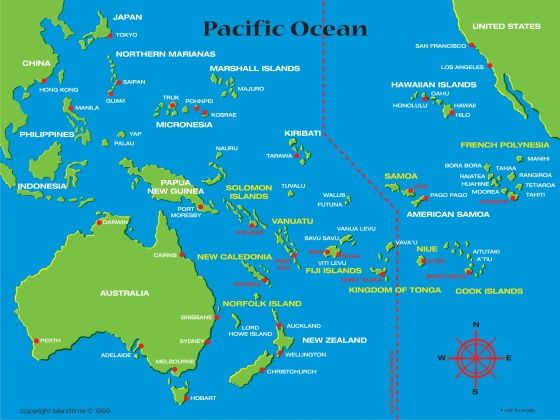 JAPAN
Pacific Ocean
UNITED STATES
TOKYO
SAN FRANCISCO
CHINA
NORTHERN MARIANAS
MARSHALL ISLANDS
LOS ANGELES
HONG KONG
SAIPAN
HAWAIIAN ISLANDS
GUAM
MAJURO
OAHU
MANILA
TRUK
POHNPEI
HONOLULU
HAWAII
KOSRAE
HILO
PHILIPPINES
YAP
MICRONESIA
KIRIBATI
PALAU
NAURU
FRENCH POLYNESIA
TARAWA
MANIHI
BORA BORA
TAHAA
INDONESIA
PAPUA
NEW GUINEA
SOLOMON
ISLANDS
TUVALU
SAMOA
RAIATEA
RANGIROA
HUAHINE
TETIAROA
APIA
MOOREA
WALLIS
FUTUNA
PAGO PAGO
TAHITI
PAPEETE
PORT
MORESBY
AMERICAN SAMOA
DARWIN
HONIARA
VANUATU
VANUA LEVU
SAVU SAVU
VAVA'U
NIUE
AITUTAKI
CAIRNS
NEW CALEDONIA
PORT
VILA
NADI
SUVA
VITI LEVU
ALOFI
A'TIU
FIJI ISLANDS
RAROTONGA
NOUMEA
KINGDOM OF TONGA
COOK ISLANDS
AUSTRALIA
NORFOLK ISLAND
BRISBANE
LORD
HOWE ISLAND
AUCKLAND
N
PERTH
SYDNEY
NEW ZEALAND
ADELAIDE
WELLINGTON
W
E
MELBOURNE
CHRISTCHURCH
S
HOBART
copyright islandtime © 1999
• not to scale